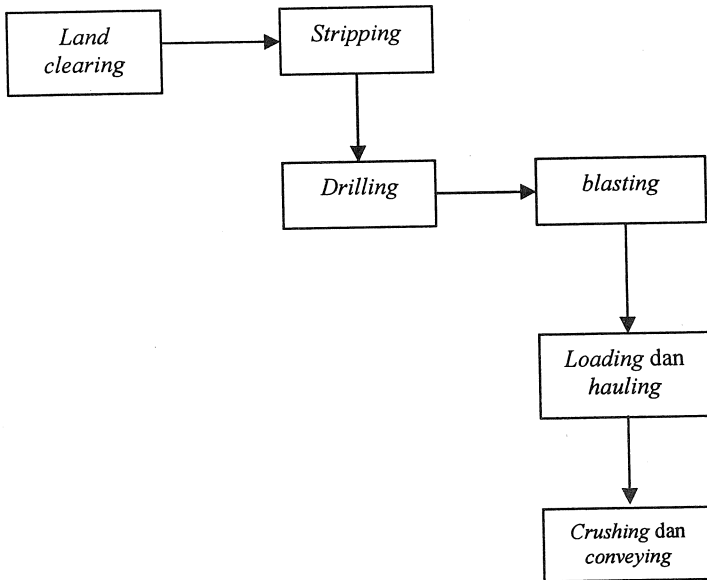 Land
clearing
Stripping
Drilling
blasting
Loading dan
hauling
Crushing dan
conveying